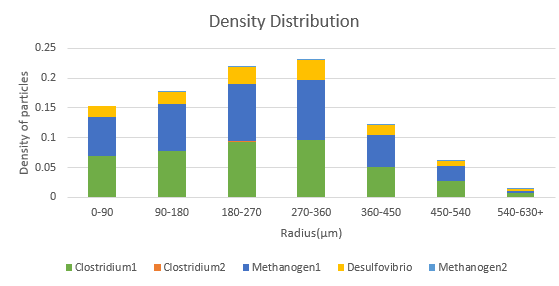 Density Distribution
Density of particles
0.25
0.2
0.15
0.1
0.05
0
0-90 90-180 180-270 270-360 360-450 450-540 540-630+
Radius(μm)
Clostridium1 Clostridium2 Methanogen1 Desulfovibrio Methanogen2